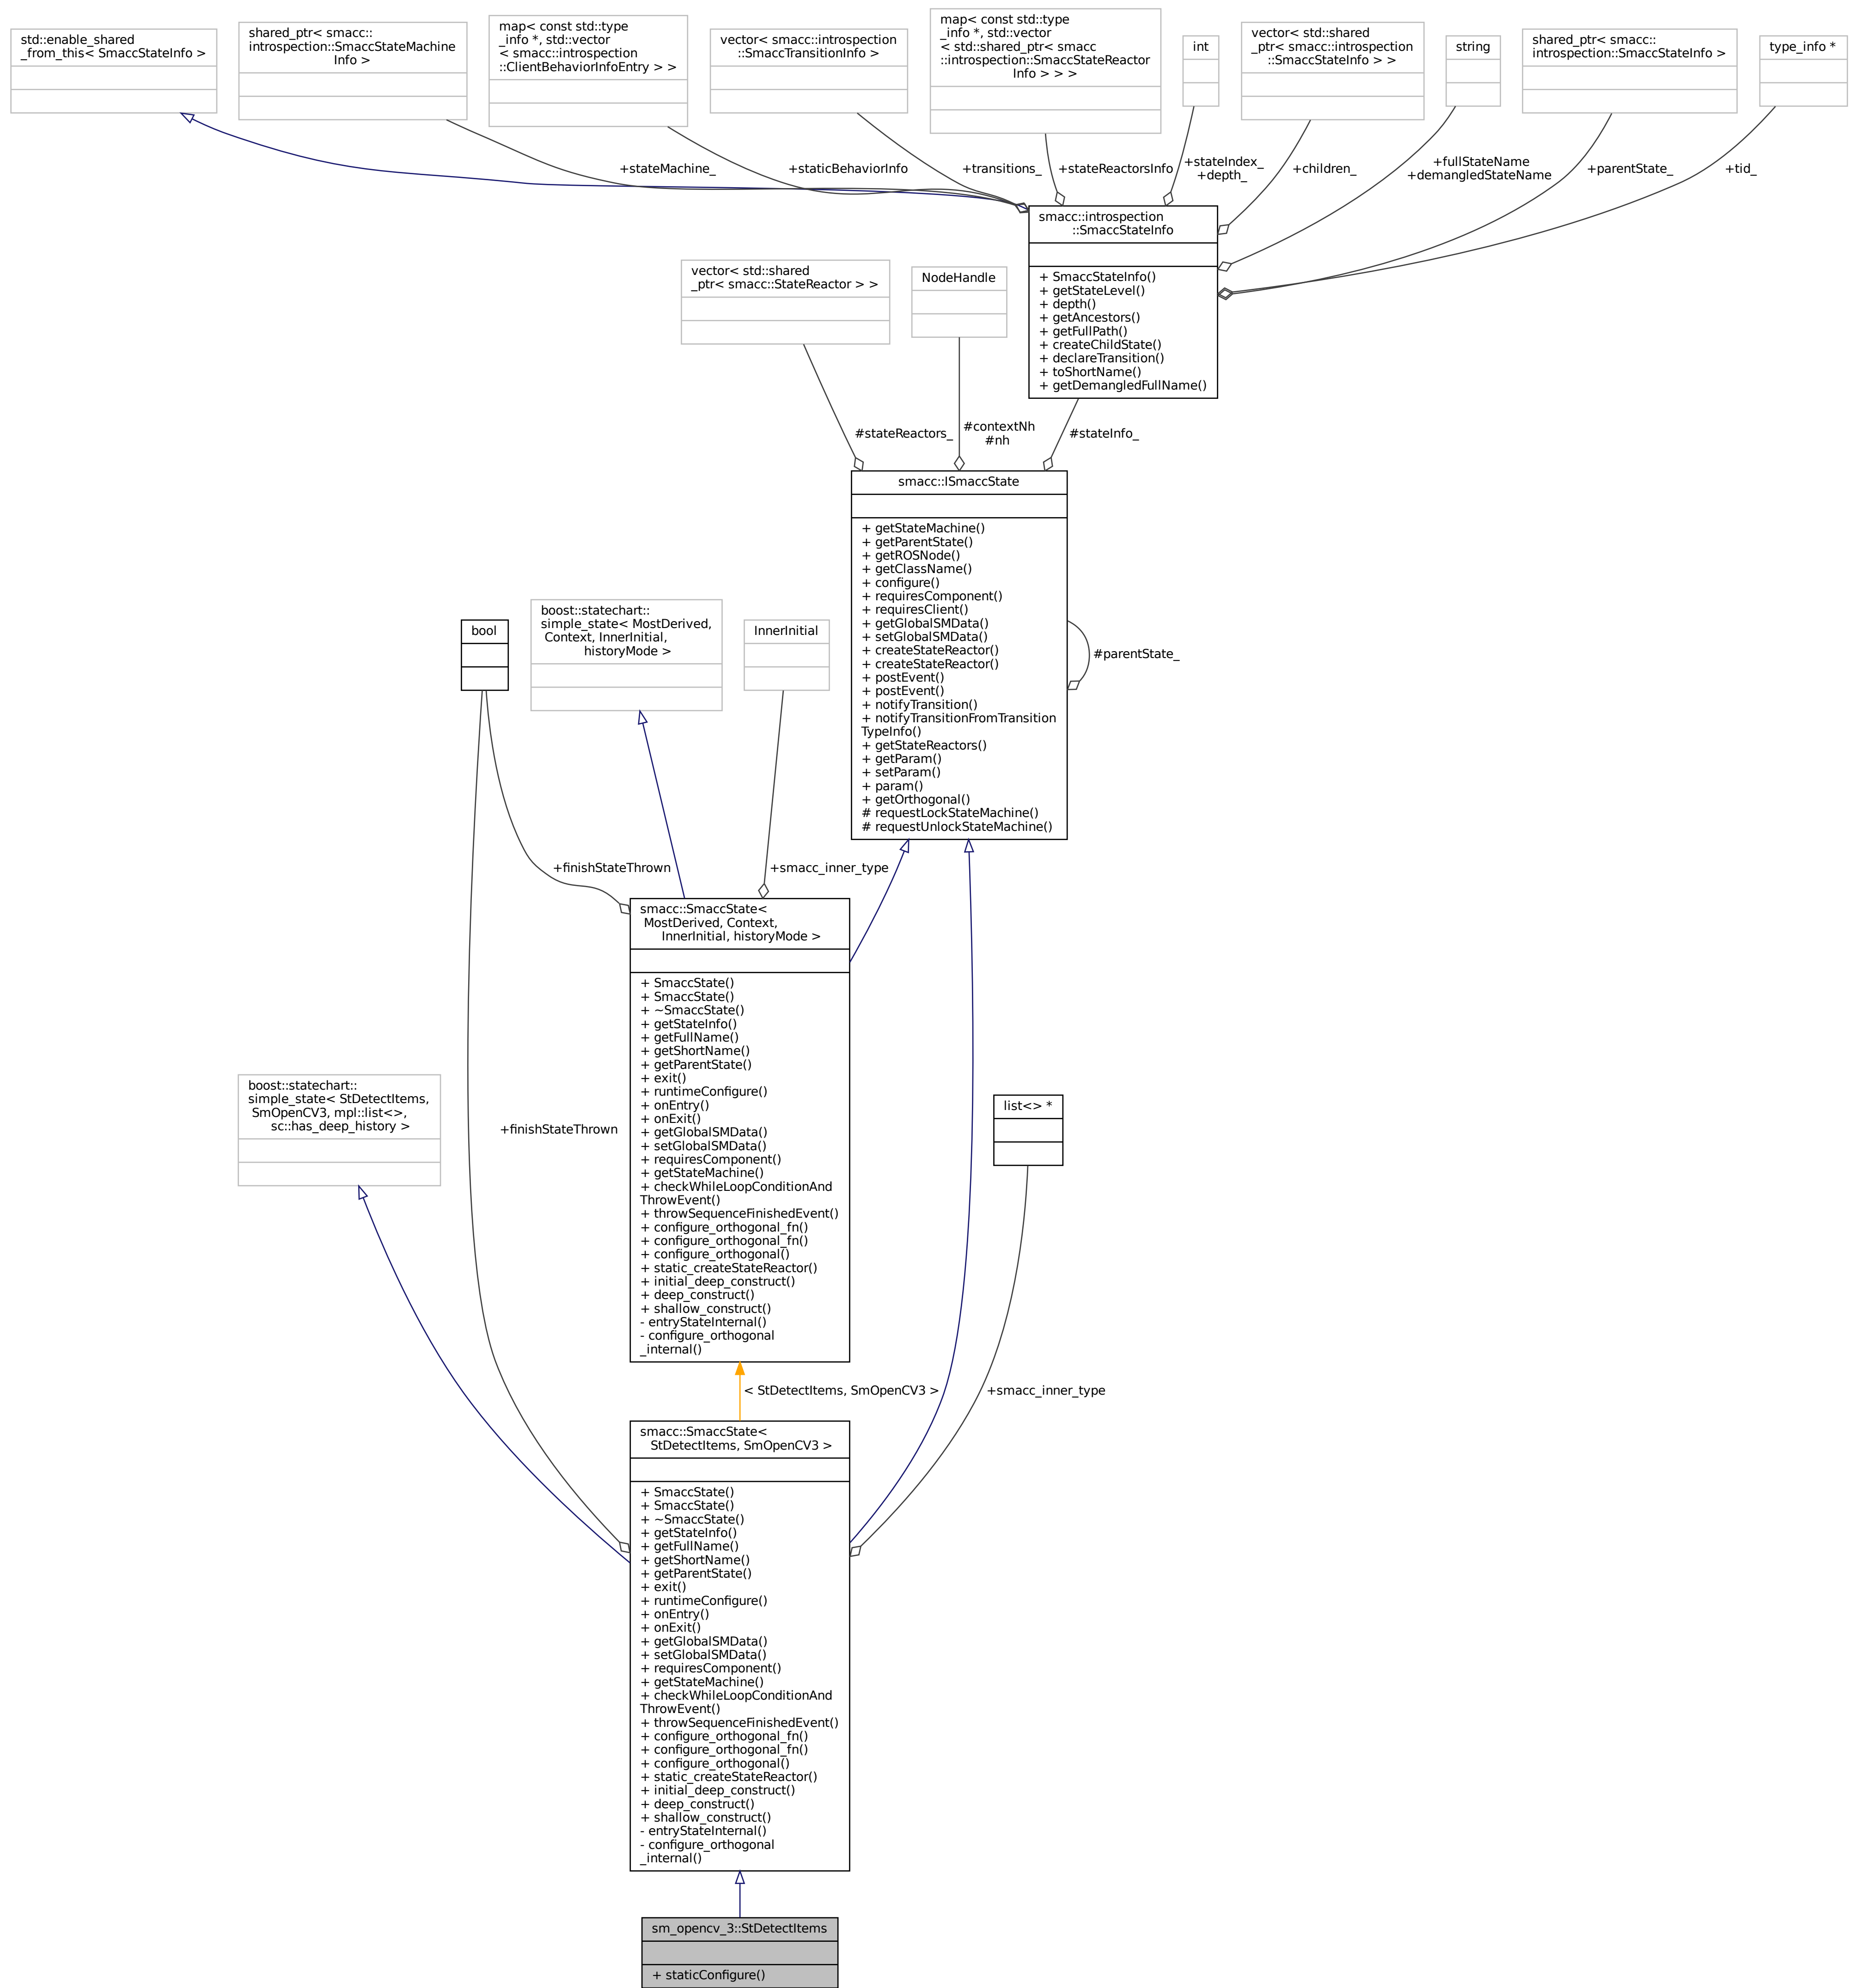 std::enable_shared
_from_this< SmaccStateInfo >
shared_ptr< smacc::
introspection::SmaccStateMachine
Info >
map< const std::type
_info *, std::vector
< smacc::introspection
::ClientBehaviorInfoEntry > >
vector< smacc::introspection
::SmaccTransitionInfo >
map< const std::type
_info *, std::vector
< std::shared_ptr< smacc
::introspection::SmaccStateReactor
Info > > >
int
vector< std::shared
_ptr< smacc::introspection
::SmaccStateInfo > >
string
shared_ptr< smacc::
introspection::SmaccStateInfo >
type_info *
+stateMachine_
+staticBehaviorInfo
+transitions_
+stateReactorsInfo
+stateIndex_
+depth_
+children_
+fullStateName
+demangledStateName
+parentState_
+tid_
smacc::introspection
::SmaccStateInfo
+ SmaccStateInfo()
+ getStateLevel()
+ depth()
+ getAncestors()
+ getFullPath()
+ createChildState()
+ declareTransition()
+ toShortName()
+ getDemangledFullName()
vector< std::shared
_ptr< smacc::StateReactor > >
NodeHandle
#stateReactors_
#contextNh
#nh
#stateInfo_
smacc::ISmaccState
+ getStateMachine()
+ getParentState()
+ getROSNode()
+ getClassName()
+ configure()
+ requiresComponent()
+ requiresClient()
+ getGlobalSMData()
+ setGlobalSMData()
+ createStateReactor()
+ createStateReactor()
+ postEvent()
+ postEvent()
+ notifyTransition()
+ notifyTransitionFromTransition
TypeInfo()
+ getStateReactors()
+ getParam()
+ setParam()
+ param()
+ getOrthogonal()
# requestLockStateMachine()
# requestUnlockStateMachine()
#parentState_
bool
boost::statechart::
simple_state< MostDerived,
Context, InnerInitial,
historyMode >
InnerInitial
+finishStateThrown
+smacc_inner_type
smacc::SmaccState<
MostDerived, Context,
InnerInitial, historyMode >
+ SmaccState()
+ SmaccState()
+ ~SmaccState()
+ getStateInfo()
+ getFullName()
+ getShortName()
+ getParentState()
+ exit()
+ runtimeConfigure()
+ onEntry()
+ onExit()
+ getGlobalSMData()
+ setGlobalSMData()
+ requiresComponent()
+ getStateMachine()
+ checkWhileLoopConditionAnd
ThrowEvent()
+ throwSequenceFinishedEvent()
+ configure_orthogonal_fn()
+ configure_orthogonal_fn()
+ configure_orthogonal()
+ static_createStateReactor()
+ initial_deep_construct()
+ deep_construct()
+ shallow_construct()
- entryStateInternal()
- configure_orthogonal
_internal()
boost::statechart::
simple_state< StDetectItems,
SmOpenCV3, mpl::list<>,
sc::has_deep_history >
+finishStateThrown
list<> *
< StDetectItems, SmOpenCV3 >
+smacc_inner_type
smacc::SmaccState<
StDetectItems, SmOpenCV3 >
+ SmaccState()
+ SmaccState()
+ ~SmaccState()
+ getStateInfo()
+ getFullName()
+ getShortName()
+ getParentState()
+ exit()
+ runtimeConfigure()
+ onEntry()
+ onExit()
+ getGlobalSMData()
+ setGlobalSMData()
+ requiresComponent()
+ getStateMachine()
+ checkWhileLoopConditionAnd
ThrowEvent()
+ throwSequenceFinishedEvent()
+ configure_orthogonal_fn()
+ configure_orthogonal_fn()
+ configure_orthogonal()
+ static_createStateReactor()
+ initial_deep_construct()
+ deep_construct()
+ shallow_construct()
- entryStateInternal()
- configure_orthogonal
_internal()
sm_opencv_3::StDetectItems
+ staticConfigure()